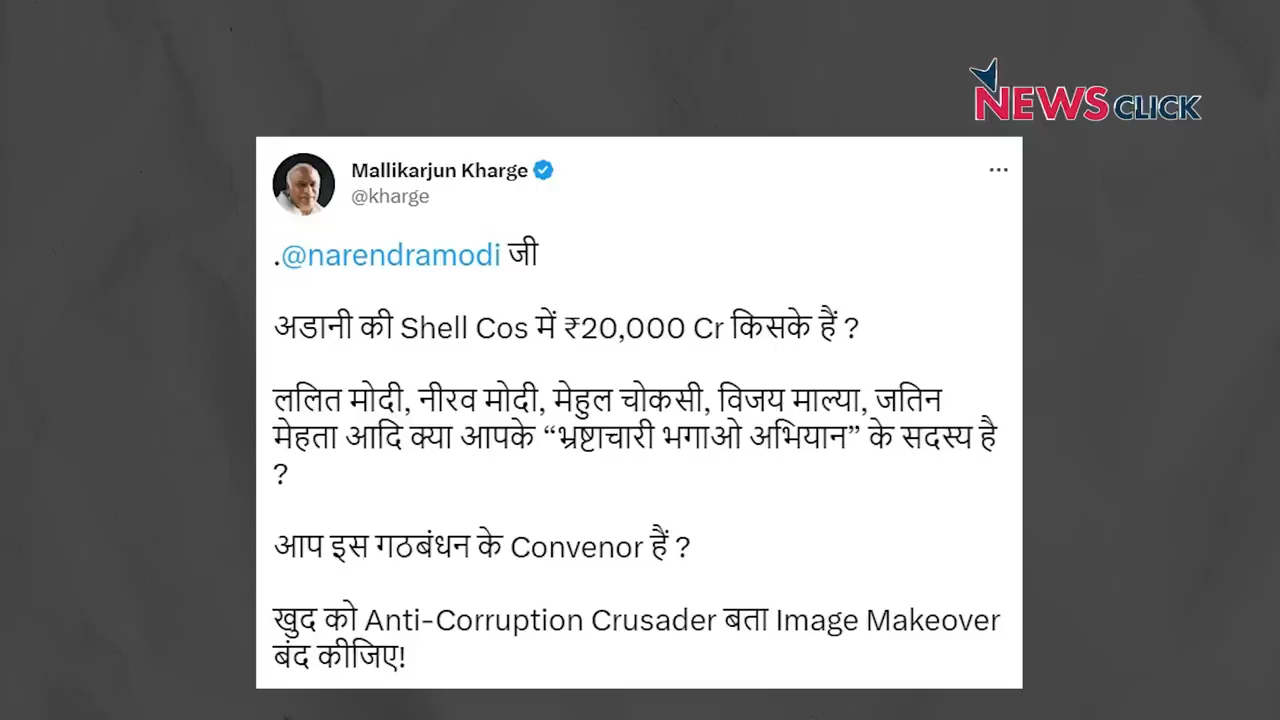 NEWSCLICK
Mallikarjun Kharge
@kharge
.@narendramodi जी
अडानी की Shell Cos में ₹20,000 Cr किसके हैं ?
ललित मोदी, नीरव मोदी, मेहुल चोकसी, विजय माल्या, जतिन
मेहता आदि क्या आपके “भ्रष्टाचारी भगाओ अभियान” के सदस्य है
?
आप इस गठबंधन के Convenor हैं ?
खुद को Anti-Corruption Crusader बता Image Makeover
बंद कीजिए!